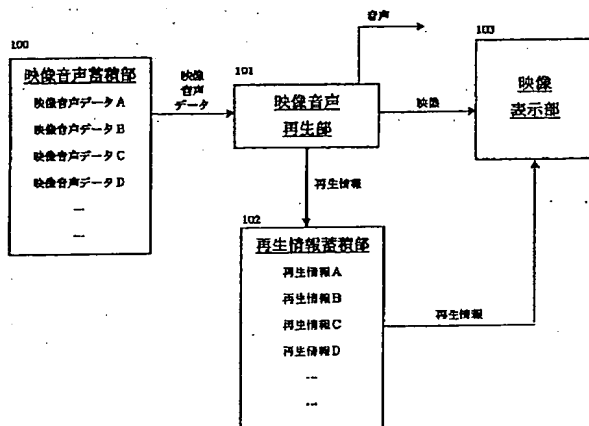 100
映像音声蓄積部
映像音声データA
映像音声データB
映像音声データC
映像音声データD
…
…
映像
音声
データ
101
映像音声
再生部
音声
映像
103
映像
表示部
再生情報
102
再生情報蓄積部
再生情報A
再生情報B
再生情報C
再生情報D
…
…
再生情報